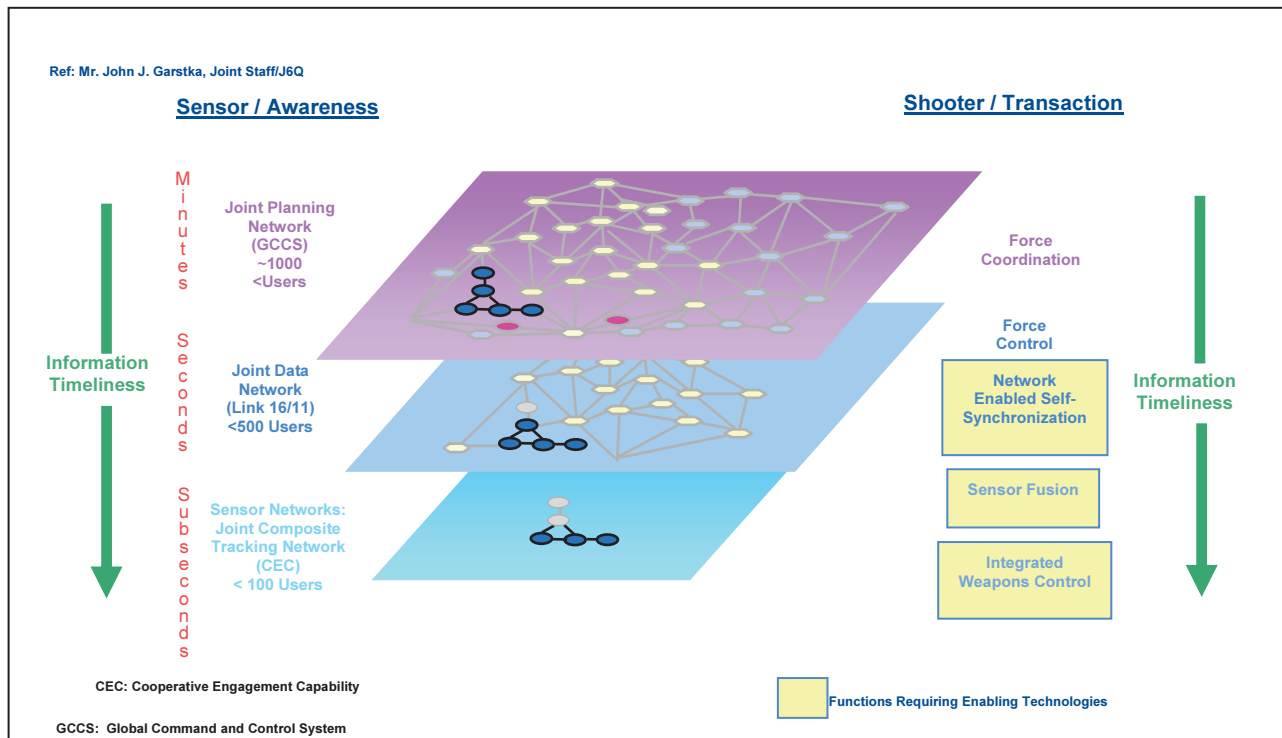 Ref: Mr. John J. Garstka, Joint Staff/J6Q
Sensor / Awareness
Shooter / Transaction
Minutes
Joint Planning
Network
(GCCS)
~1000
<Users
Force
Coordination
Information
Timeliness
Seconds
Joint Data
Network
(Link 16/11)
<500 Users
Force
Control
Network
Enabled Self-
Synchronization
Information
Timeliness
Subseconds
Sensor Networks:
Joint Composite
Tracking Network
(CEC)
< 100 Users
Sensor Fusion
Integrated
Weapons Control
CEC: Cooperative Engagement Capability
Functions Requiring Enabling Technologies
GCCS:  Global Command and Control System